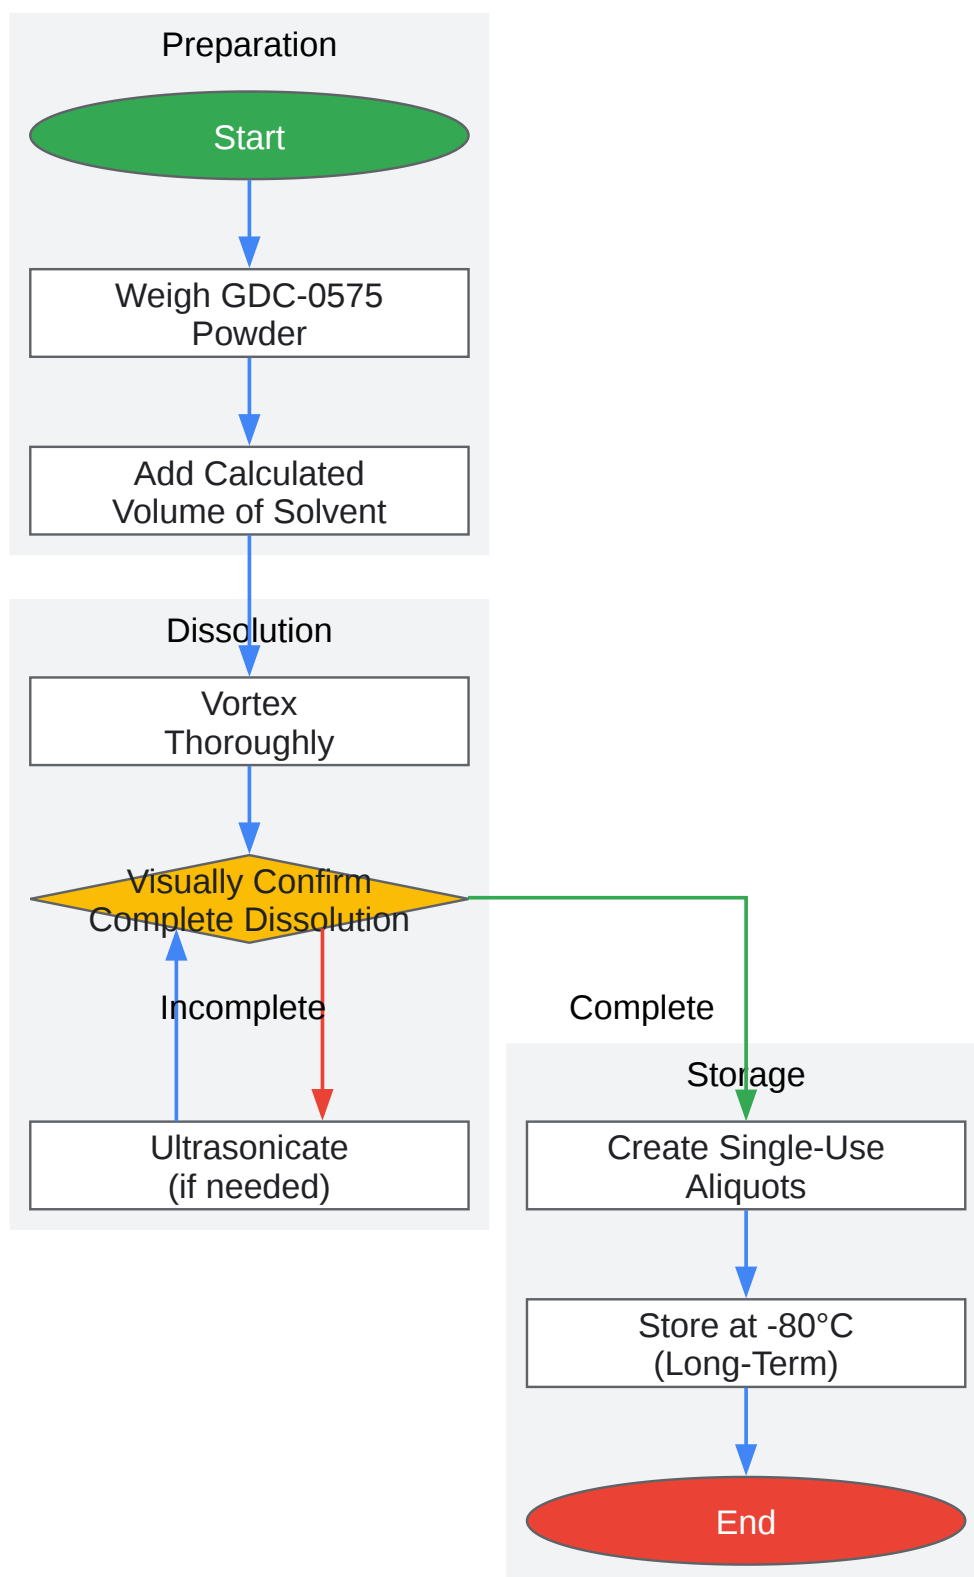 Preparation
Start
Weigh GDC-0575
Powder
Add Calculated
Volume of Solvent
Dissolution
Vortex
Thoroughly
Visually Confirm
Complete Dissolution
Incomplete
Complete
Ultrasonicate
(if needed)
Storage
Create Single-Use
Aliquots
Store at -80°C
(Long-Term)
End